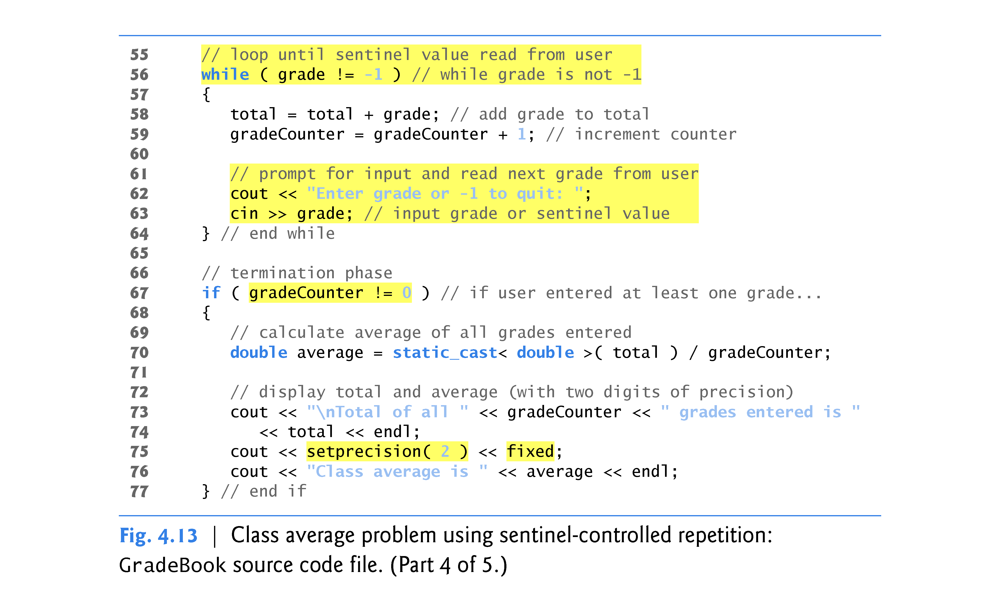 55 // loop until sentinel value read from user
56 while ( grade != -1 ) // while grade is not -1
57 {
58 total = total + grade; // add grade to total
59 gradeCounter = gradeCounter + 1; // increment counter
60
61 // prompt for input and read next grade from user
62 cout << "Enter grade or -1 to quit: ";
63 cin >> grade; // input grade or sentinel value
64 } // end while
65
66 // termination phase
67 if ( gradeCounter != 0 ) // if user entered at least one grade...
68 {
69 // calculate average of all grades entered
70 double average = static_cast< double >( total ) / gradeCounter;
71
72 // display total and average (with two digits of precision)
73 cout << "\nTotal of all " << gradeCounter << " grades entered is "
74 << total << endl;
75 cout << setprecision( 2 ) << fixed;
76 cout << "Class average is " << average << endl;
77 } // end if
Fig. 4.13 | Class average problem using sentinel-controlled repetition:
GradeBook source code file. (Part 4 of 5.)